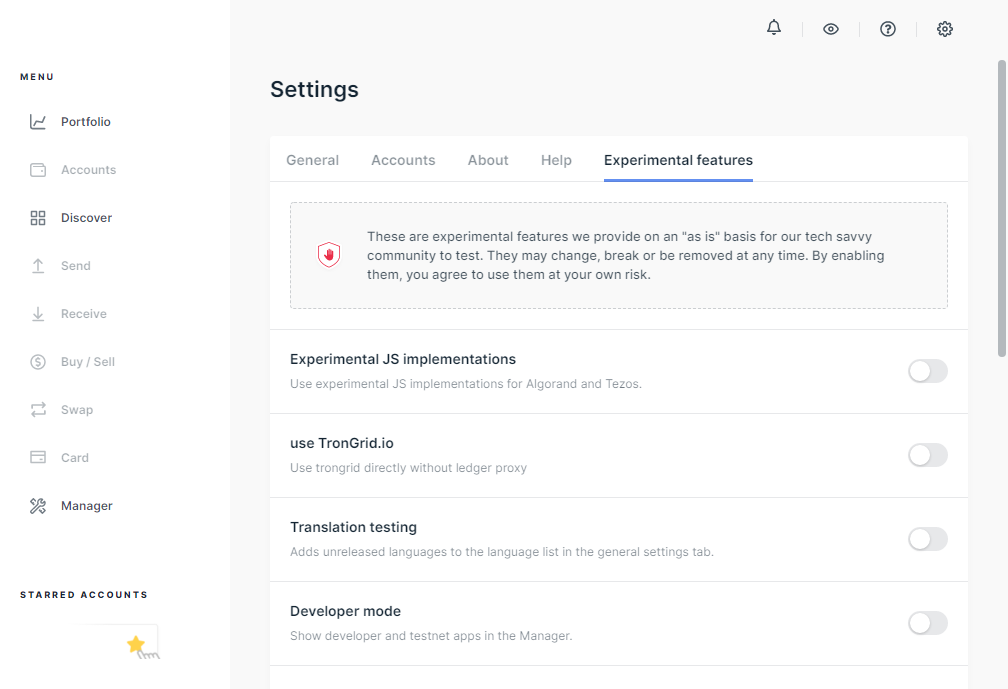 MENU
Portfolio
Accounts
Discover
Send
Receive
Buy / Sell
Swap
Card
Manager
STARRED ACCOUNTS
Settings
General
Accounts
About
Help
Experimental features
These are experimental features we provide on an "as is" basis for our tech savvy
community to test. They may change, break or be removed at any time. By enabling
them, you agree to use them at your own risk.
Experimental JS implementations
Use experimental JS implementations for Algorand and Tezos.
use TronGrid.io
Use trongrid directly without ledger proxy
Translation testing
Adds unreleased languages to the language list in the general settings tab.
Developer mode
Show developer and testnet apps in the Manager.